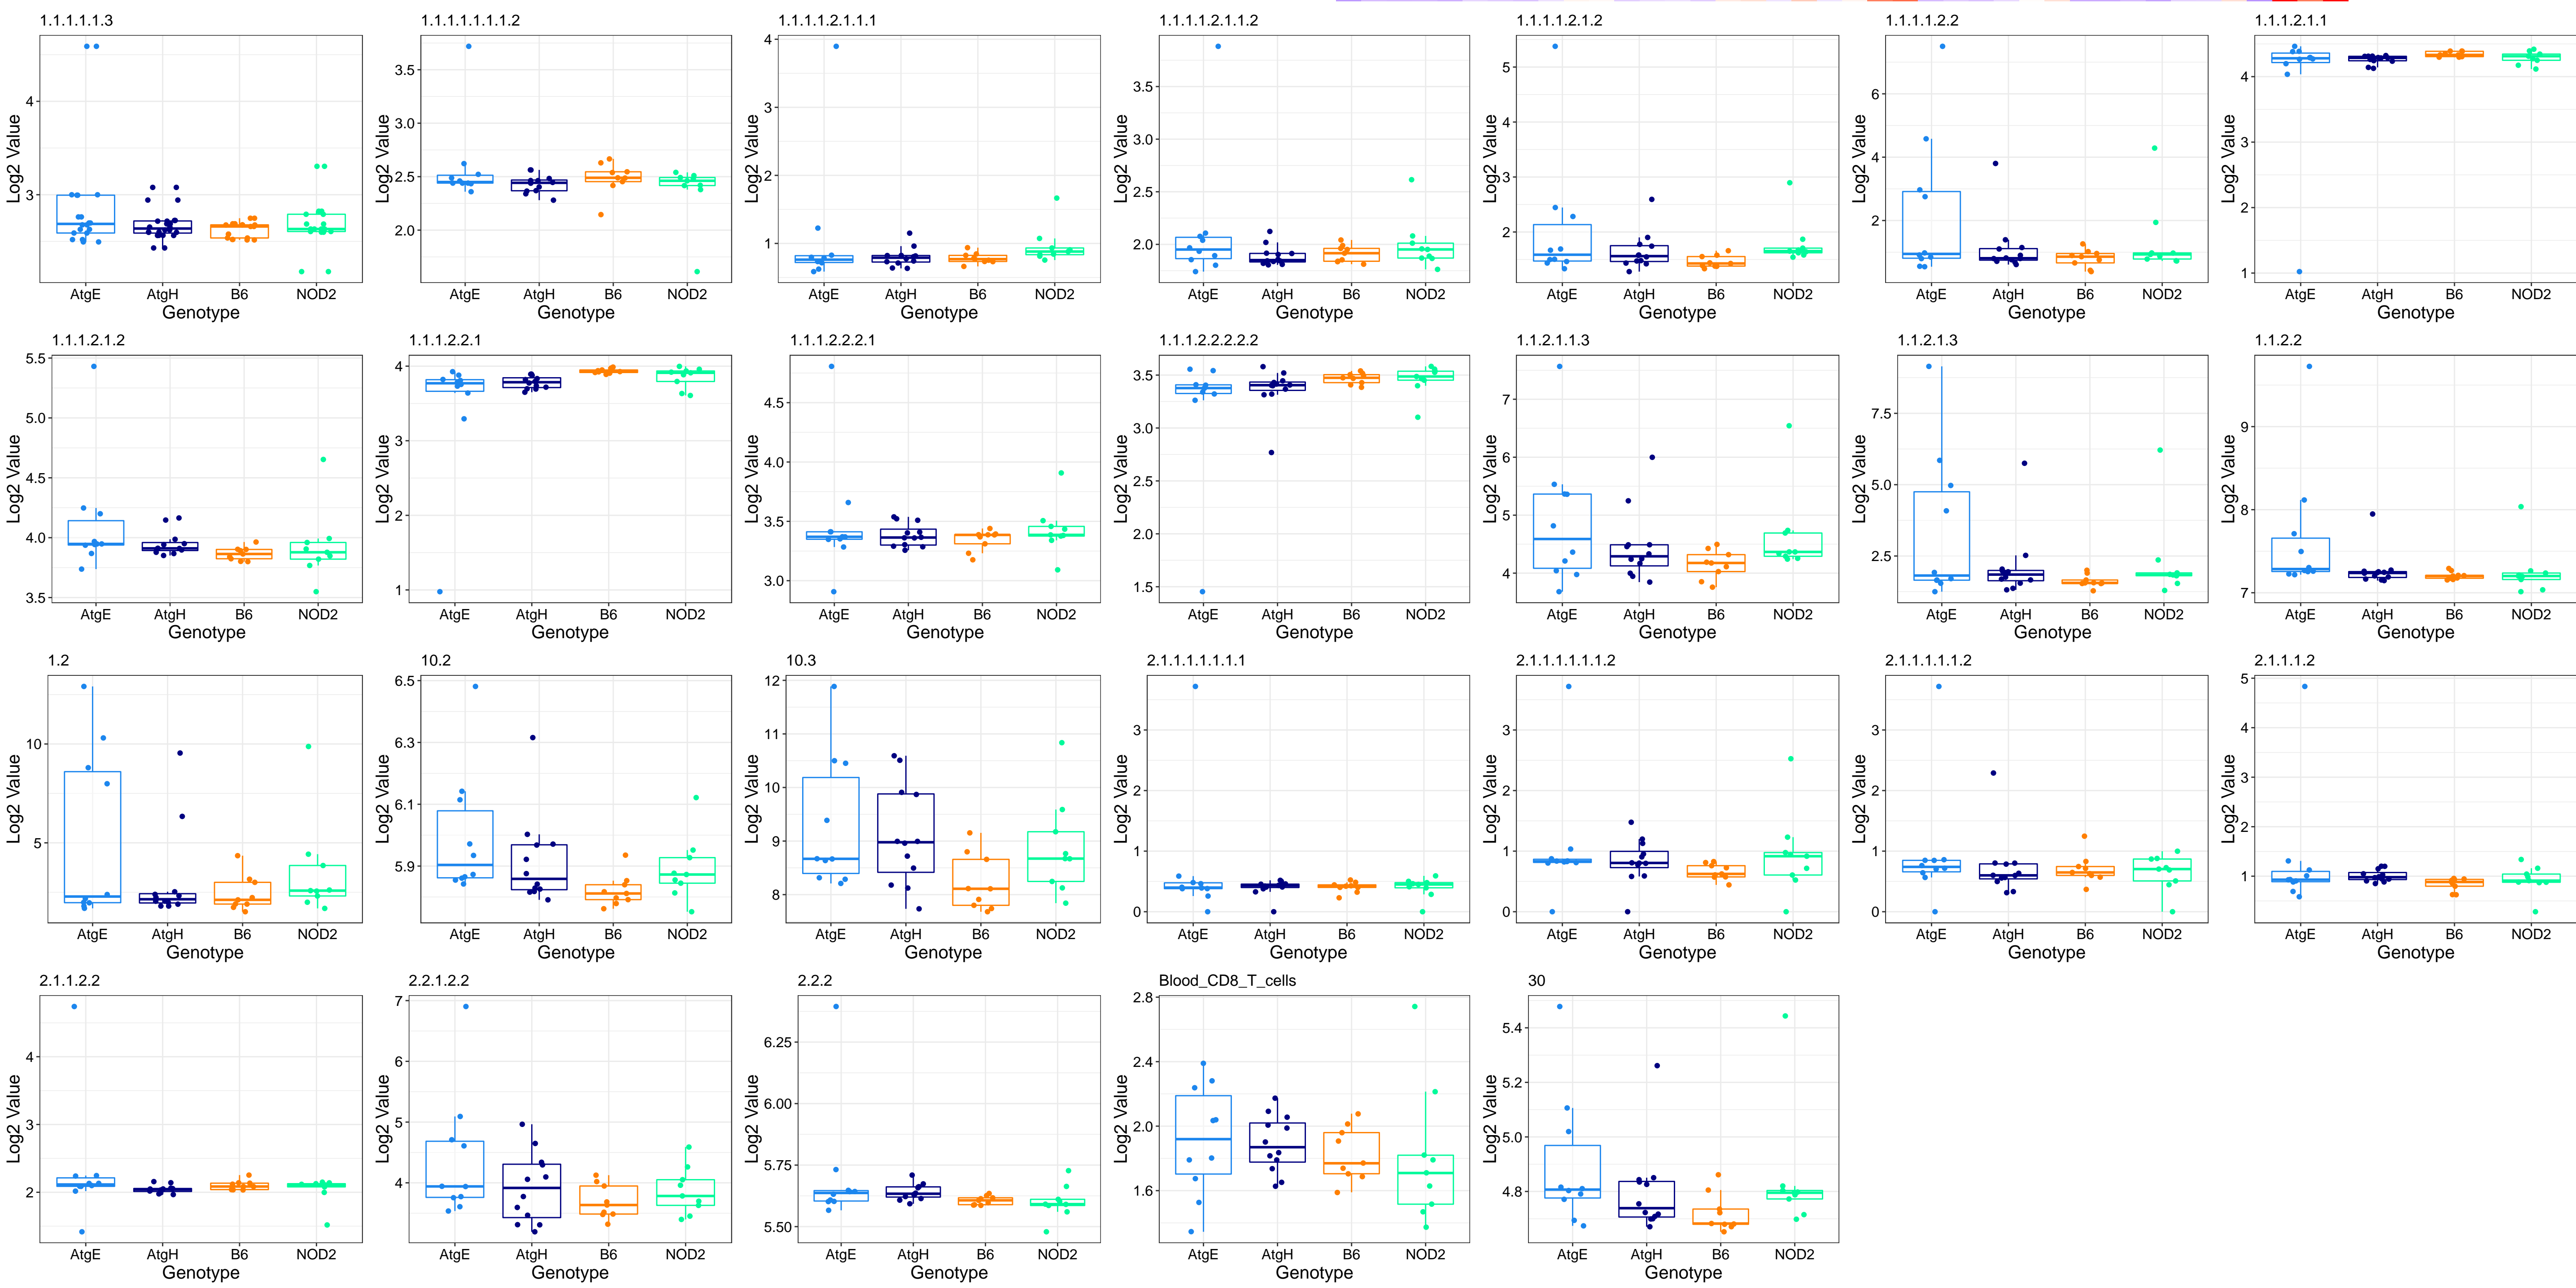 1.1.1.1.1.1.3
4
3
Log2 Value
AtgE AtgH B6 NOD2
Genotype
1.1.1.1.1.1.1.1.2
3.5
3.0
2.5
2.0
Log2 Value
AtgE AtgH B6 NOD2
Genotype
1.1.1.1.1.2.1.1.1
4
3
2
1
Log2 Value
AtgE AtgH B6 NOD2
Genotype
1.1.1.1.1.2.1.1.2
3.5
3.0
2.5
2.0
Log2 Value
AtgE AtgH B6 NOD2
Genotype
1.1.1.1.1.2.1.2
5
4
3
2
Log2 Value
AtgE AtgH B6 NOD2
Genotype
1.1.1.1.1.2.2
6
4
2
Log2 Value
AtgE AtgH B6 NOD2
Genotype
1.1.1.1.2.1.1
4
3
2
1
Log2 Value
AtgE AtgH B6 NOD2
Genotype
1.1.1.1.2.1.2
5.5
5.0
4.5
4.0
3.5
Log2 Value
AtgE AtgH B6 NOD2
Genotype
1.1.1.1.2.2.1
4
3
2
1
Log2 Value
AtgE AtgH B6 NOD2
Genotype
1.1.1.1.2.2.2.2.1
4.5
4.0
3.5
3.0
Log2 Value
AtgE AtgH B6 NOD2
Genotype
1.1.1.1.2.2.2.2.2.2
3.5
3.0
2.5
2.0
1.5
Log2 Value
AtgE AtgH B6 NOD2
Genotype
1.1.2.1.1.3
7
6
5
4
Log2 Value
AtgE AtgH B6 NOD2
Genotype
1.1.2.1.3
7.5
5.0
2.5
Log2 Value
AtgE AtgH B6 NOD2
Genotype
1.1.2.2
9
8
7
Log2 Value
AtgE AtgH B6 NOD2
Genotype
1.2
10
5
Log2 Value
AtgE AtgH B6 NOD2
Genotype
10.2
6.5
6.3
6.1
5.9
Log2 Value
AtgE AtgH B6 NOD2
Genotype
10.3
12
11
10
9
8
Log2 Value
AtgE AtgH B6 NOD2
Genotype
2.1.1.1.1.1.1.1.1
3
2
1
0
Log2 Value
AtgE AtgH B6 NOD2
Genotype
2.1.1.1.1.1.1.1.2
3
2
1
0
Log2 Value
AtgE AtgH B6 NOD2
Genotype
2.1.1.1.1.1.1.2
3
2
1
0
Log2 Value
AtgE AtgH B6 NOD2
Genotype
2.1.1.1.1.2
5
4
3
2
1
Log2 Value
AtgE AtgH B6 NOD2
Genotype
2.1.1.2.2
4
3
2
Log2 Value
AtgE AtgH B6 NOD2
Genotype
2.2.1.2.2
7
6
5
4
Log2 Value
AtgE AtgH B6 NOD2
Genotype
2.2.2
6.25
6.00
5.75
5.50
Log2 Value
AtgE AtgH B6 NOD2
Genotype
Blood_CD8_T_cells
2.8
2.4
2.0
1.6
Log2 Value
AtgE AtgH B6 NOD2
Genotype
30
5.4
5.2
5.0
4.8
Log2 Value
AtgE AtgH B6 NOD2
Genotype